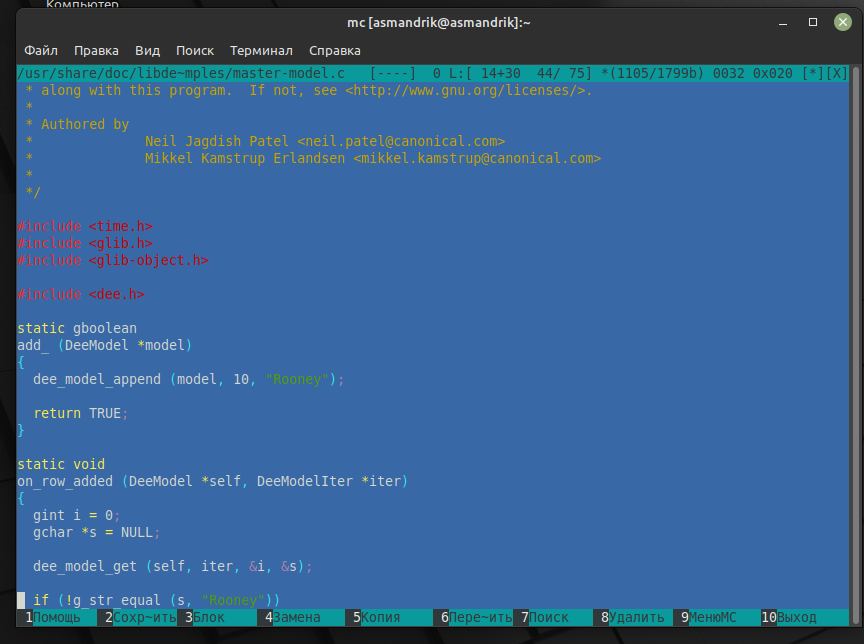 Компьютер
mc [asmandrik@asmandrik]:~
Файл Правка Вид Поиск Терминал Справка
/usr/share/doc/libde~mples/master-model.c   [----]  0 L:[ 14+30  44/ 75] *(1105/1799b) 0032 0x020 [*][X]
 * along with this program.  If not, see <http://www.gnu.org/licenses/>.
 *
 * Authored by
 *              Neil Jagdish Patel <neil.patel@canonical.com>
 *              Mikkel Kamstrup Erlandsen <mikkel.kamstrup@canonical.com>
 *
 */
#include <time.h>
#include <glib.h>
#include <glib-object.h>
#include <dee.h>
static gboolean
add_ (DeeModel *model)
{
  dee_model_append (model, 10, "Rooney");
  return TRUE;
}
static void
on_row_added (DeeModel *self, DeeModelIter *iter)
{
  gint i = 0;
  gchar *s = NULL;
  dee_model_get (self, iter, &i, &s);
  if (!g_str_equal (s, "Rooney"))
1Помощь 2Сохр~ить 3Блок 4Замена 5Копия 6Пере~ить 7Поиск 8Удалить 9МенюMC 10Выход